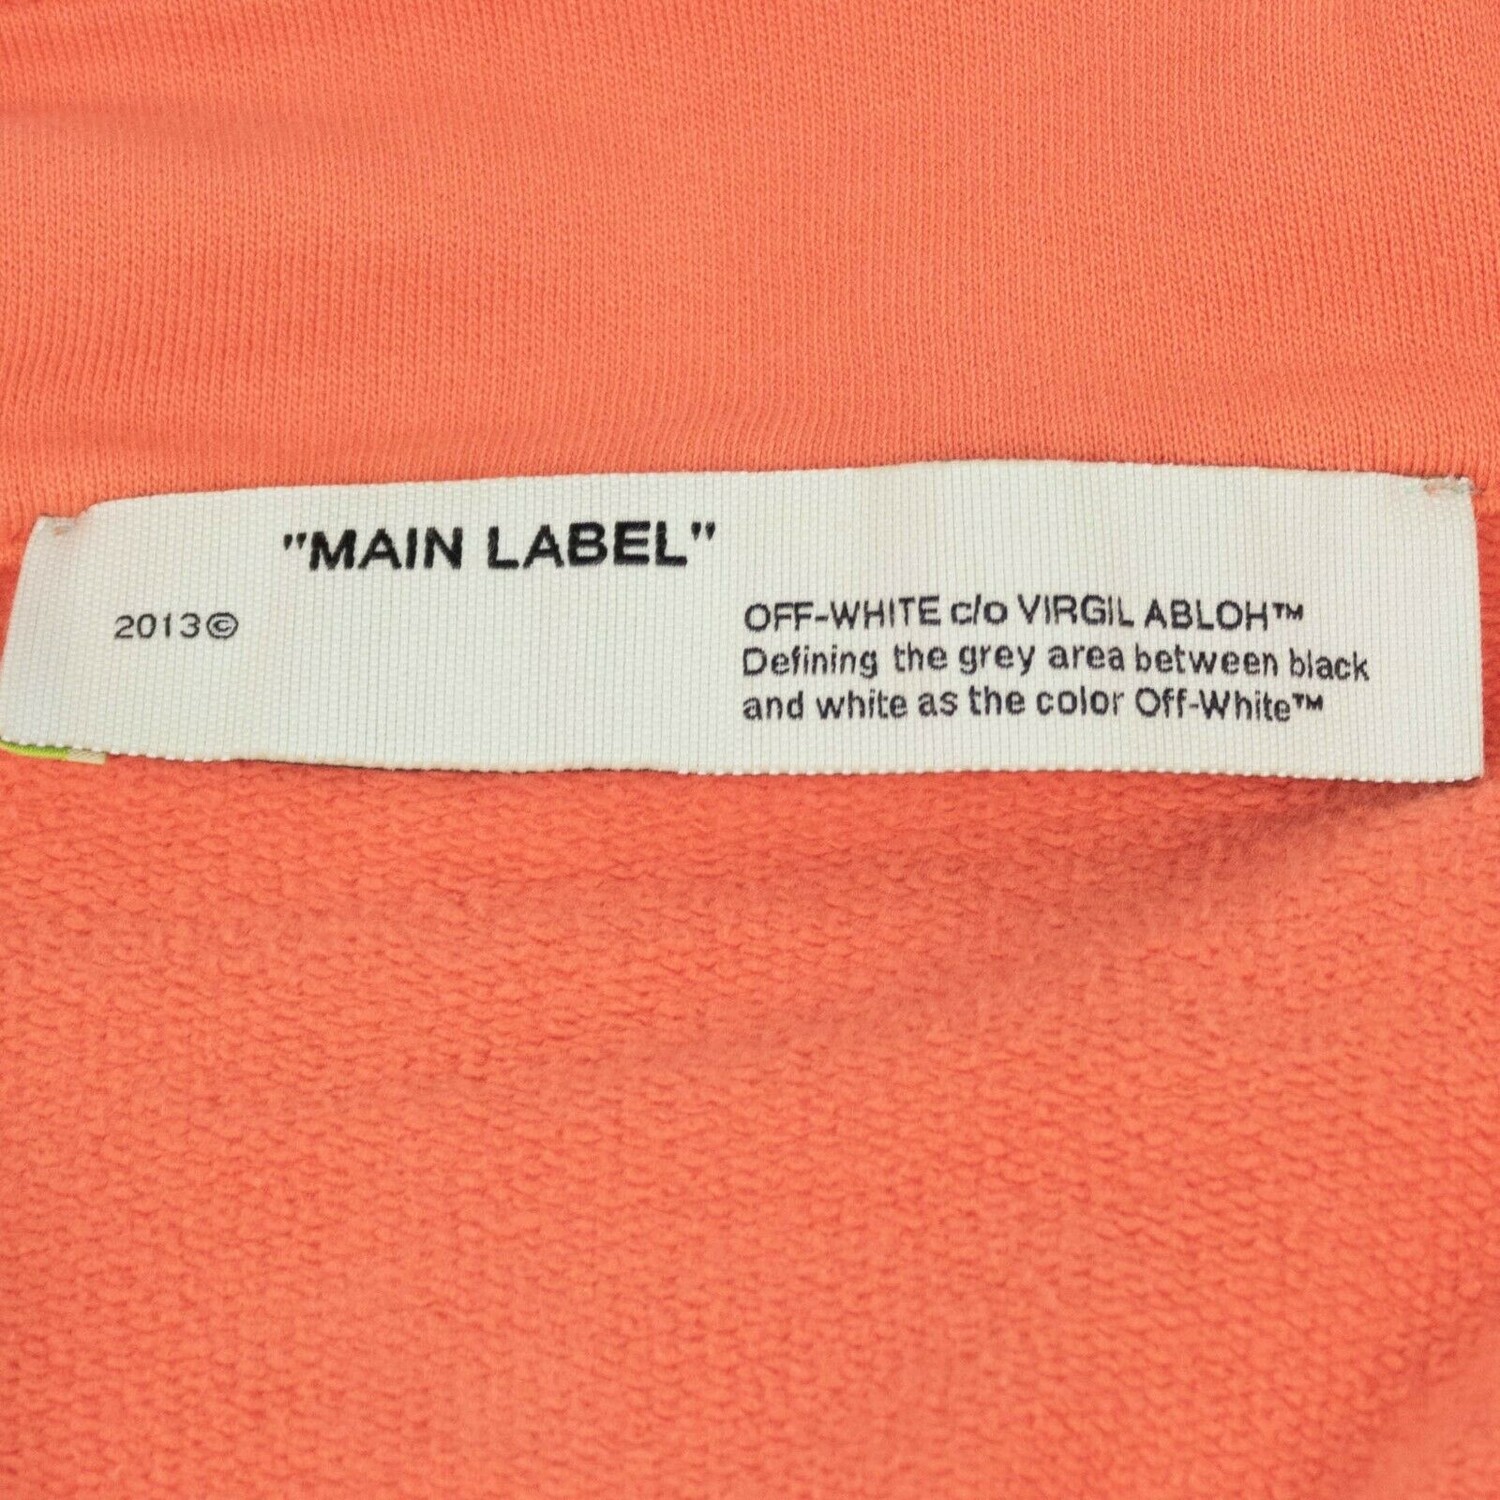 "MAIN LABEL"
2013©
OFF-WHITE c/o VIRGIL ABLOH™
Defining the grey area between black
and white as the color Off-White™